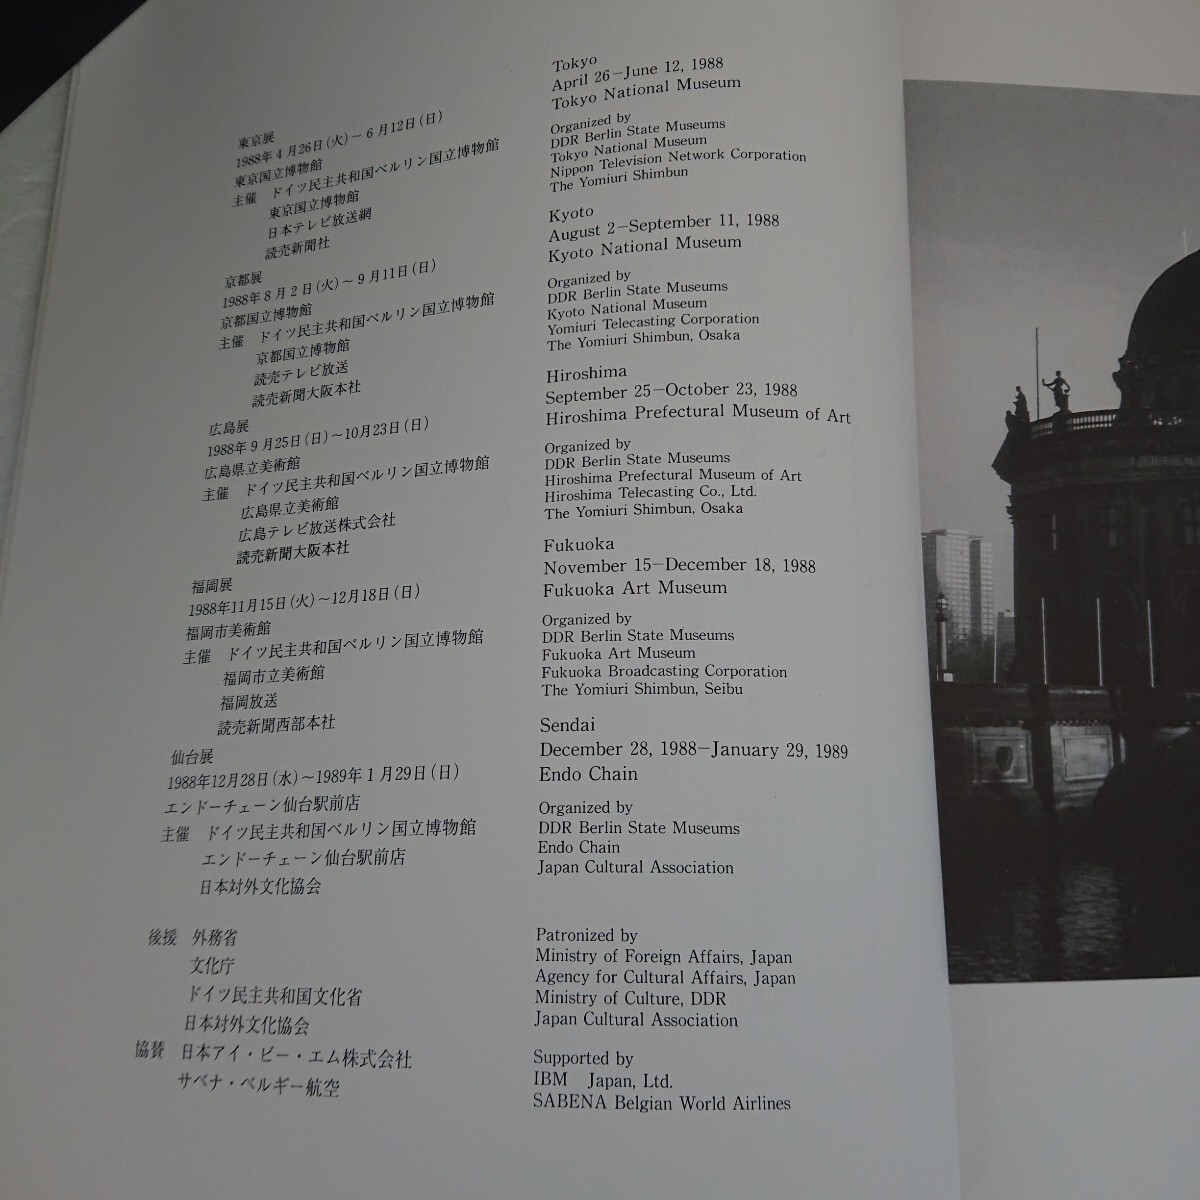 東京展
1988年4月26日(火)－6月12日(日)
東京国立博物館
主催　ドイツ民主共和国ベルリン国立博物館
東京国立博物館
日本テレビ放送網
読売新聞社
京都展
1988年8月2日(火)～9月11日(日)
京都国立博物館
主催　ドイツ民主共和国ベルリン国立博物館
京都国立博物館
読売テレビ放送
読売新聞大阪本社
広島展
1988年9月25日(日)～10月23日(日)
広島県立美術館
主催　ドイツ民主共和国ベルリン国立博物館
広島県立美術館
広島テレビ放送株式会社
読売新聞大阪本社
福岡展
1988年11月15日(火)～12月18日(日)
福岡市美術館
主催　ドイツ民主共和国ベルリン国立博物館
福岡市立美術館
福岡放送
読売新聞西部本社
仙台展
1988年12月28日(水)～1989年1月29日(日)
エンドーチェーン仙台駅前店
主催　ドイツ民主共和国ベルリン国立博物館
エンドーチェーン仙台駅前店
日本対外文化協会
後援　外務省
文化庁
ドイツ民主共和国文化省
日本対外文化協会
協賛　日本アイ・ビー・エム株式会社
サベナ・ベルギー航空
Tokyo
April 26－June 12, 1988
Tokyo National Museum
Organized by
DDR Berlin State Museums
Tokyo National Museum
Nippon Television Network Corporation
The Yomiuri Shimbun
Kyoto
August 2－September 11, 1988
Kyoto National Museum
Organized by
DDR Berlin State Museums
Kyoto National Museum
Yomiuri Telecasting Corporation
The Yomiuri Shimbun, Osaka
Hiroshima
September 25－October 23, 1988
Hiroshima Prefectural Museum of Art
Organized by
DDR Berlin State Museums
Hiroshima Prefectural Museum of Art
Hiroshima Telecasting Co., Ltd.
The Yomiuri Shimbun, Osaka
Fukuoka
November 15－December 18, 1988
Fukuoka Art Museum
Organized by
DDR Berlin State Museums
Fukuoka Art Museum
Fukuoka Broadcasting Corporation
The Yomiuri Shimbun, Seibu
Sendai
December 28, 1988－January 29, 1989
Endo Chain
Organized by
DDR Berlin State Museums
Endo Chain
Japan Cultural Association
Patronized by
Ministry of Foreign Affairs, Japan
Agency for Cultural Affairs, Japan
Ministry of Culture, DDR
Japan Cultural Association
Supported by
IBM　Japan, Ltd.
SABENA Belgian World Airlines